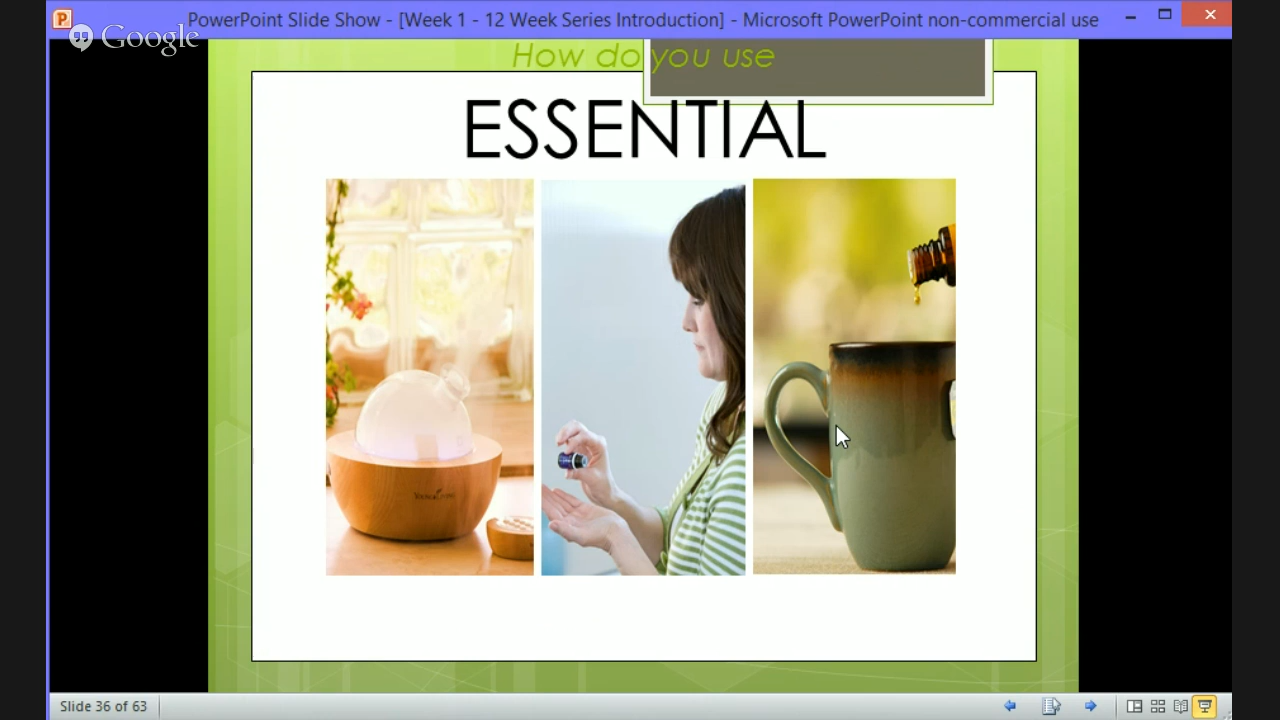 PowerPoint Slide Show - [Week 1 - 12 Week Series Introduction] - Microsoft PowerPoint non-commercial use
Google
How do you use
ESSENTIAL
Slide 36 of 63